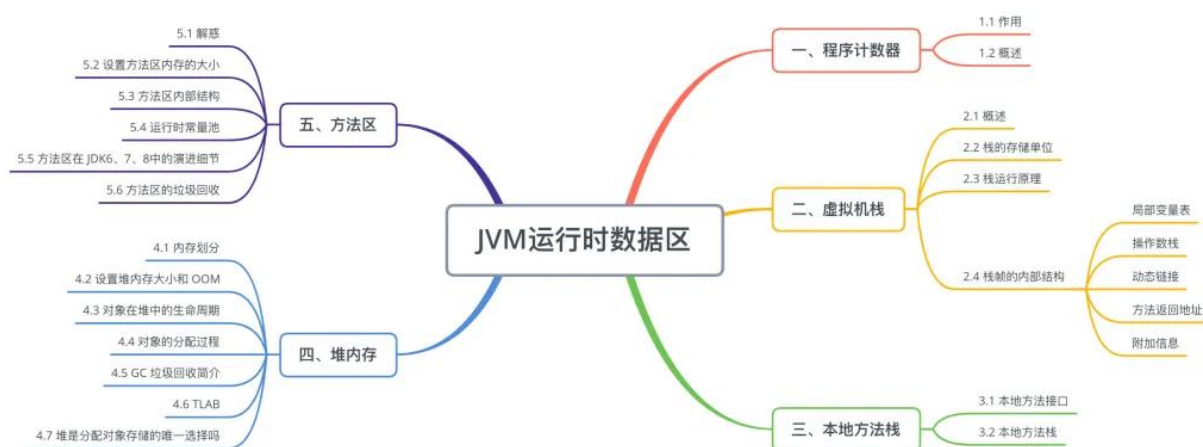 JVM运行时数据区
一、程序计数器
1.1 作用
1.2 概述
二、虚拟机栈
2.1 概述
2.2 栈的存储单位
2.3 栈运行原理
2.4 栈帧的内部结构
局部变量表
操作数栈
动态链接
方法返回地址
附加信息
三、本地方法栈
3.1 本地方法接口
3.2 本地方法栈
四、堆内存
4.1 内存划分
4.2 设置堆内存大小和 OOM
4.3 对象在堆中的生命周期
4.4 对象的分配过程
4.5 GC 垃圾回收简介
4.6 TLAB
4.7 堆是分配对象存储的唯一选择吗
五、方法区
5.1 解惑
5.2 设置方法区内存的大小
5.3 方法区内部结构
5.4 运行时常量池
5.5 方法区在 JDK6、7、8中的演进细节
5.6 方法区的垃圾回收